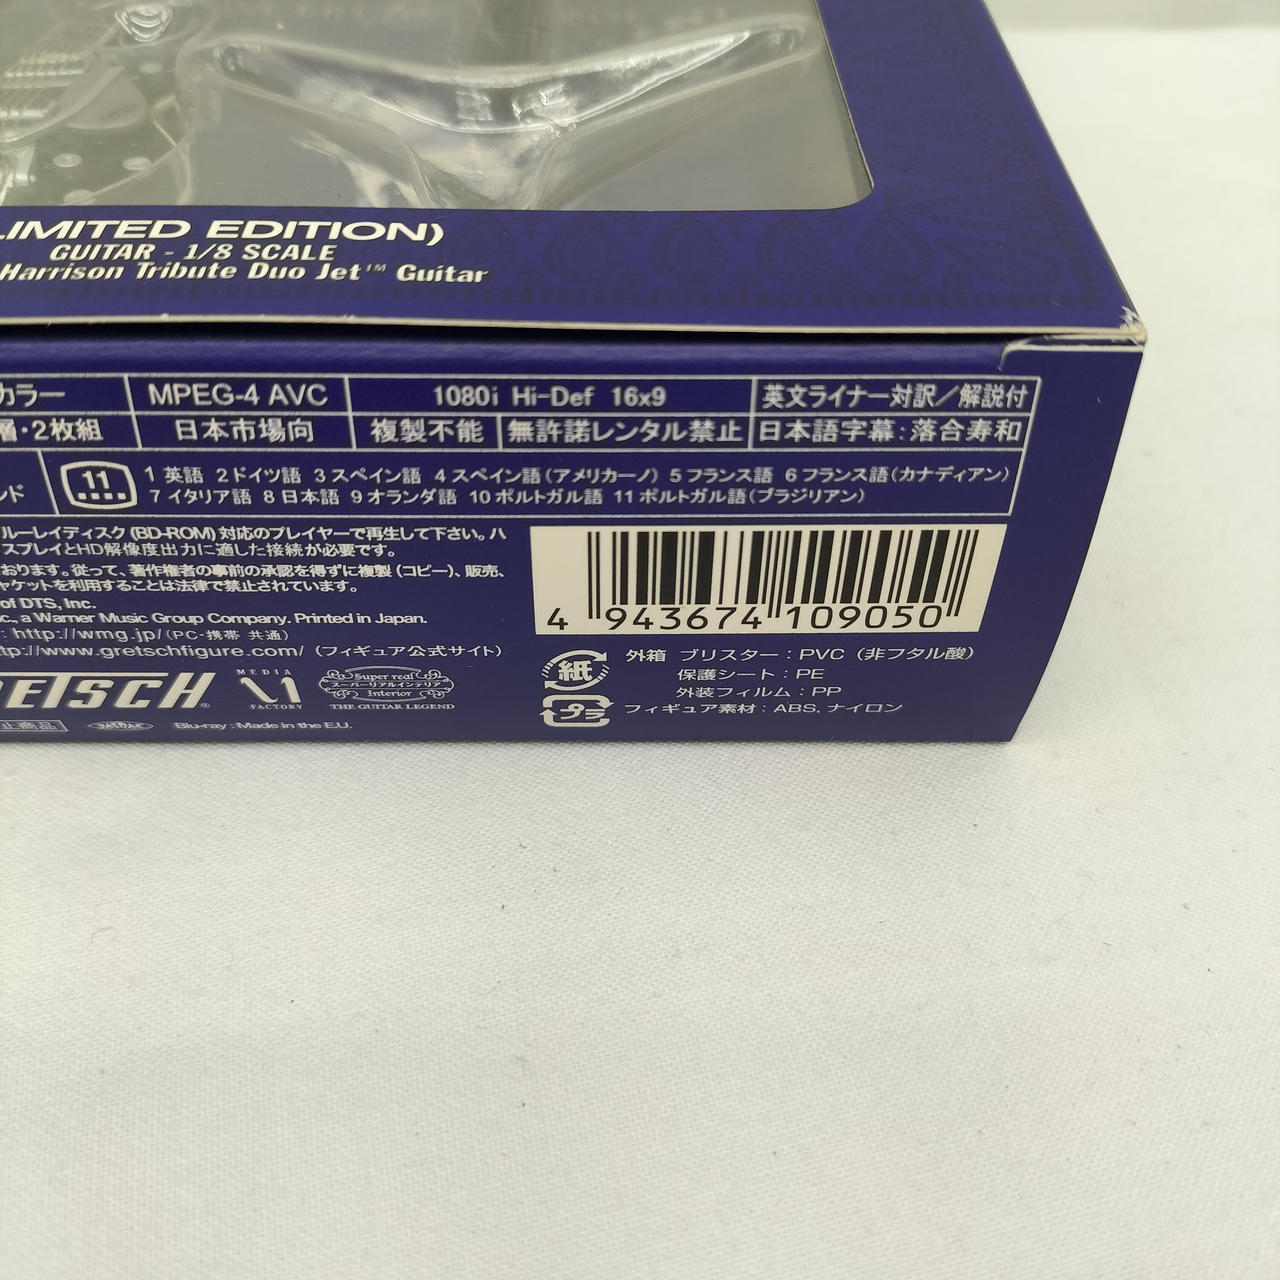 LIMITED EDITION)
GUITAR - 1/8 SCALE
Harrison Tribute Duo Jet™ Guitar
カラー MPEG-4 AVC 1080i Hi-Def 16x9 英文ライナー対訳/解説付
層・2枚組 日本市場向 複製不能 無許諾レンタル禁止 日本語字幕:落合寿和
ンド 11 1 英語 2ドイツ語 3スペイン語 4スペイン語(アメリカーノ) 5フランス語 6フランス語(カナディアン)
7イタリア語 8日本語 9オランダ語 10ポルトガル語 11ポルトガル語(ブラジリアン)
ルーレイディスク(BD-ROM)対応のプレイヤーで再生して下さい。ハ
スプレイとHD解像度出力に適した接続が必要です。
おります。従って、著作権者の事前の承認を得ずに複製(コピー)、販売、
ャケットを利用することは法律で禁止されています。
of DTS, Inc.
c., a Warner Music Group Company. Printed in Japan.
: http://wmg.jp/(PC・携帯 共通)
ttp://www.gretschfigure.com/ (フィギュア公式サイト)
4 943674 109050
紙 外箱 ブリスター:PVC(非フタル酸)
保護シート:PE
外装フィルム:PP
プラ フィギュア素材:ABS, ナイロン
ETSCH® MEDIA FACTORY Super real スーパーリアルインテリア Interior THE GUITAR LEGEND
止商品 JASRAC Blu-ray : Made in the E.U.